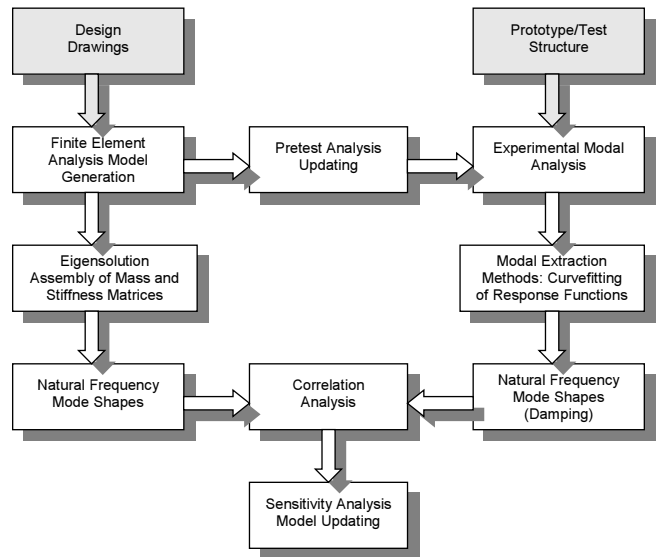 Design
Drawings
Prototype/Test
Structure
Finite Element
Analysis Model
Generation
Pretest Analysis
Updating
Experimental Modal
Analysis
Eigensolution
Assembly of Mass and
Stiffness Matrices
Modal Extraction
Methods: Curvefitting
of Response Functions
Natural Frequency
Mode Shapes
Correlation
Analysis
Natural Frequency
Mode Shapes
(Damping)
Sensitivity Analysis
Model Updating